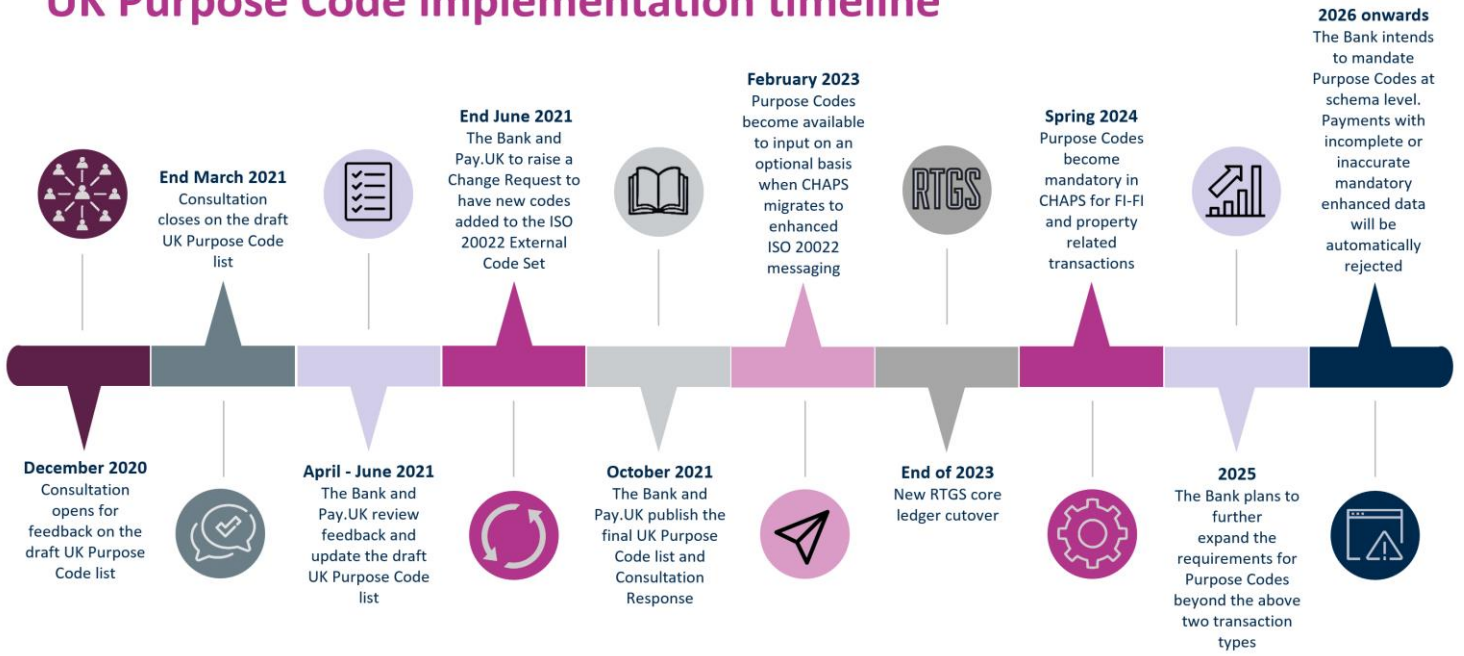 UK Purpose Code Implementation timeline
December 2020
Consultation
opens for
feedback on the
draft UK Purpose
Code list
End March 2021
Consultation
closes on the draft
UK Purpose Code
list
April - June 2021
The Bank and
Pay.UK review
feedback and
update the draft
UK Purpose Code
list
End June 2021
The Bank and
Pay.UK to raise a
Change Request to
have new codes
added to the ISO
20022 External
Code Set
October 2021
The Bank and
Pay.UK publish the
final UK Purpose
Code list and
Consultation
Response
February 2023
Purpose Codes
become available
to input on an
optional basis
when CHAPS
migrates to
enhanced
ISO 20022
messaging
RTGS
End of 2023
New RTGS core
ledger cutover
Spring 2024
Purpose Codes
become
mandatory in
CHAPS for FI-FI
and property
related
transactions
2025
The Bank plans to
further
expand the
requirements for
Purpose Codes
beyond the above
two transaction
types
2026 onwards
The Bank intends
to mandate
Purpose Codes at
schema level.
Payments with
incomplete or
inaccurate
mandatory
enhanced data
will be
automatically
rejected